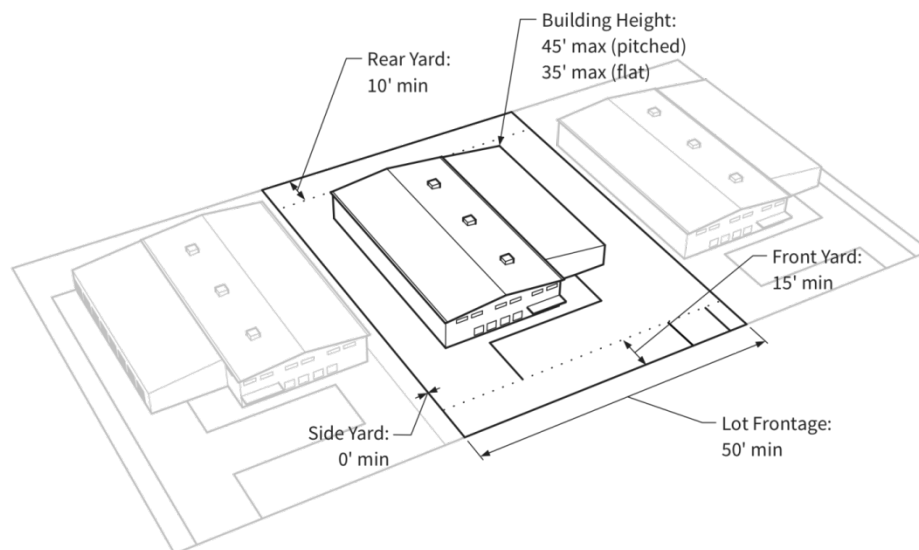 Building Height:
45' max (pitched)
35' max (flat)
Rear Yard:
10' min
Front Yard:
15' min
Side Yard:
0' min
Lot Frontage:
50' min